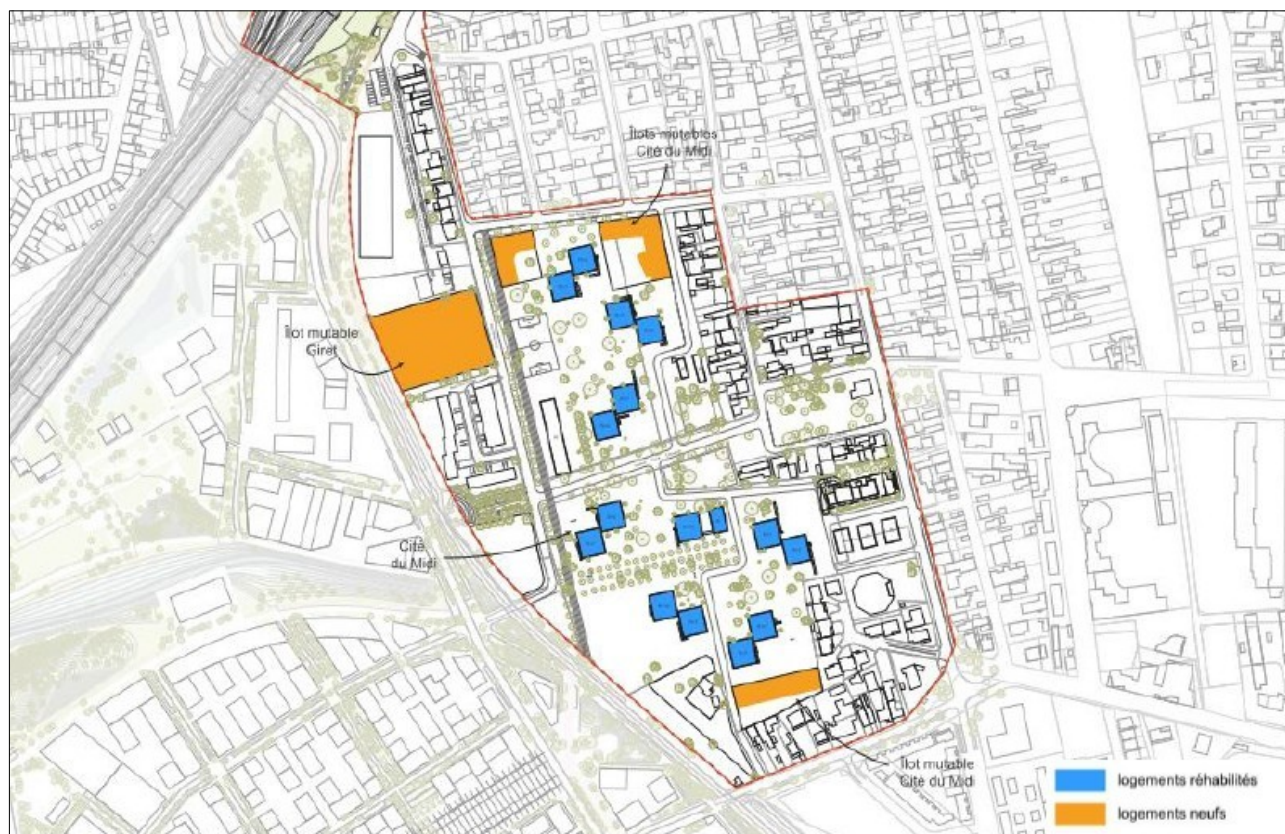 Îlots mutables
Cité du Midi
Îlot mutable
Giret
Cité
du Midi
Îlot mutable
Cité du Midi
logements réhabilités
logements neufs